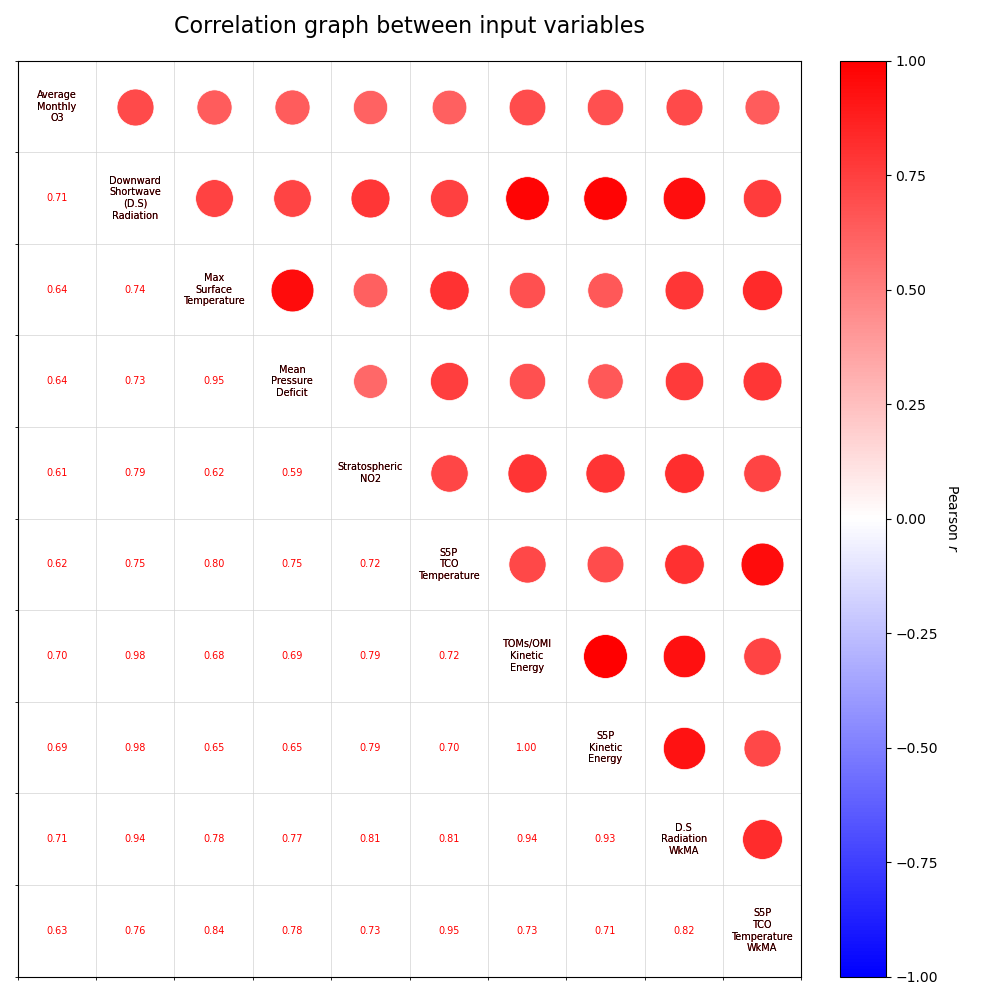 Correlation graph between input variables
Average
Monthly
O3
0.71
Downward
Shortwave
(D.S)
Radiation
0.64 0.74
Max
Surface
Temperature
0.64 0.73 0.95
Mean
Pressure
Deficit
0.61 0.79 0.62 0.59
Stratospheric
NO2
0.62 0.75 0.80 0.75 0.72
S5P
TCO
Temperature
0.70 0.98 0.68 0.69 0.79 0.72
TOMs/OMI
Kinetic
Energy
0.69 0.98 0.65 0.65 0.79 0.70 1.00
S5P
Kinetic
Energy
0.71 0.94 0.78 0.77 0.81 0.81 0.94 0.93
D.S
Radiation
WkMA
0.63 0.76 0.84 0.78 0.73 0.95 0.73 0.71 0.82
S5P
TCO
Temperature
WkMA
1.00
0.75
0.50
0.25
0.00
−0.25
−0.50
−0.75
−1.00
Pearson r